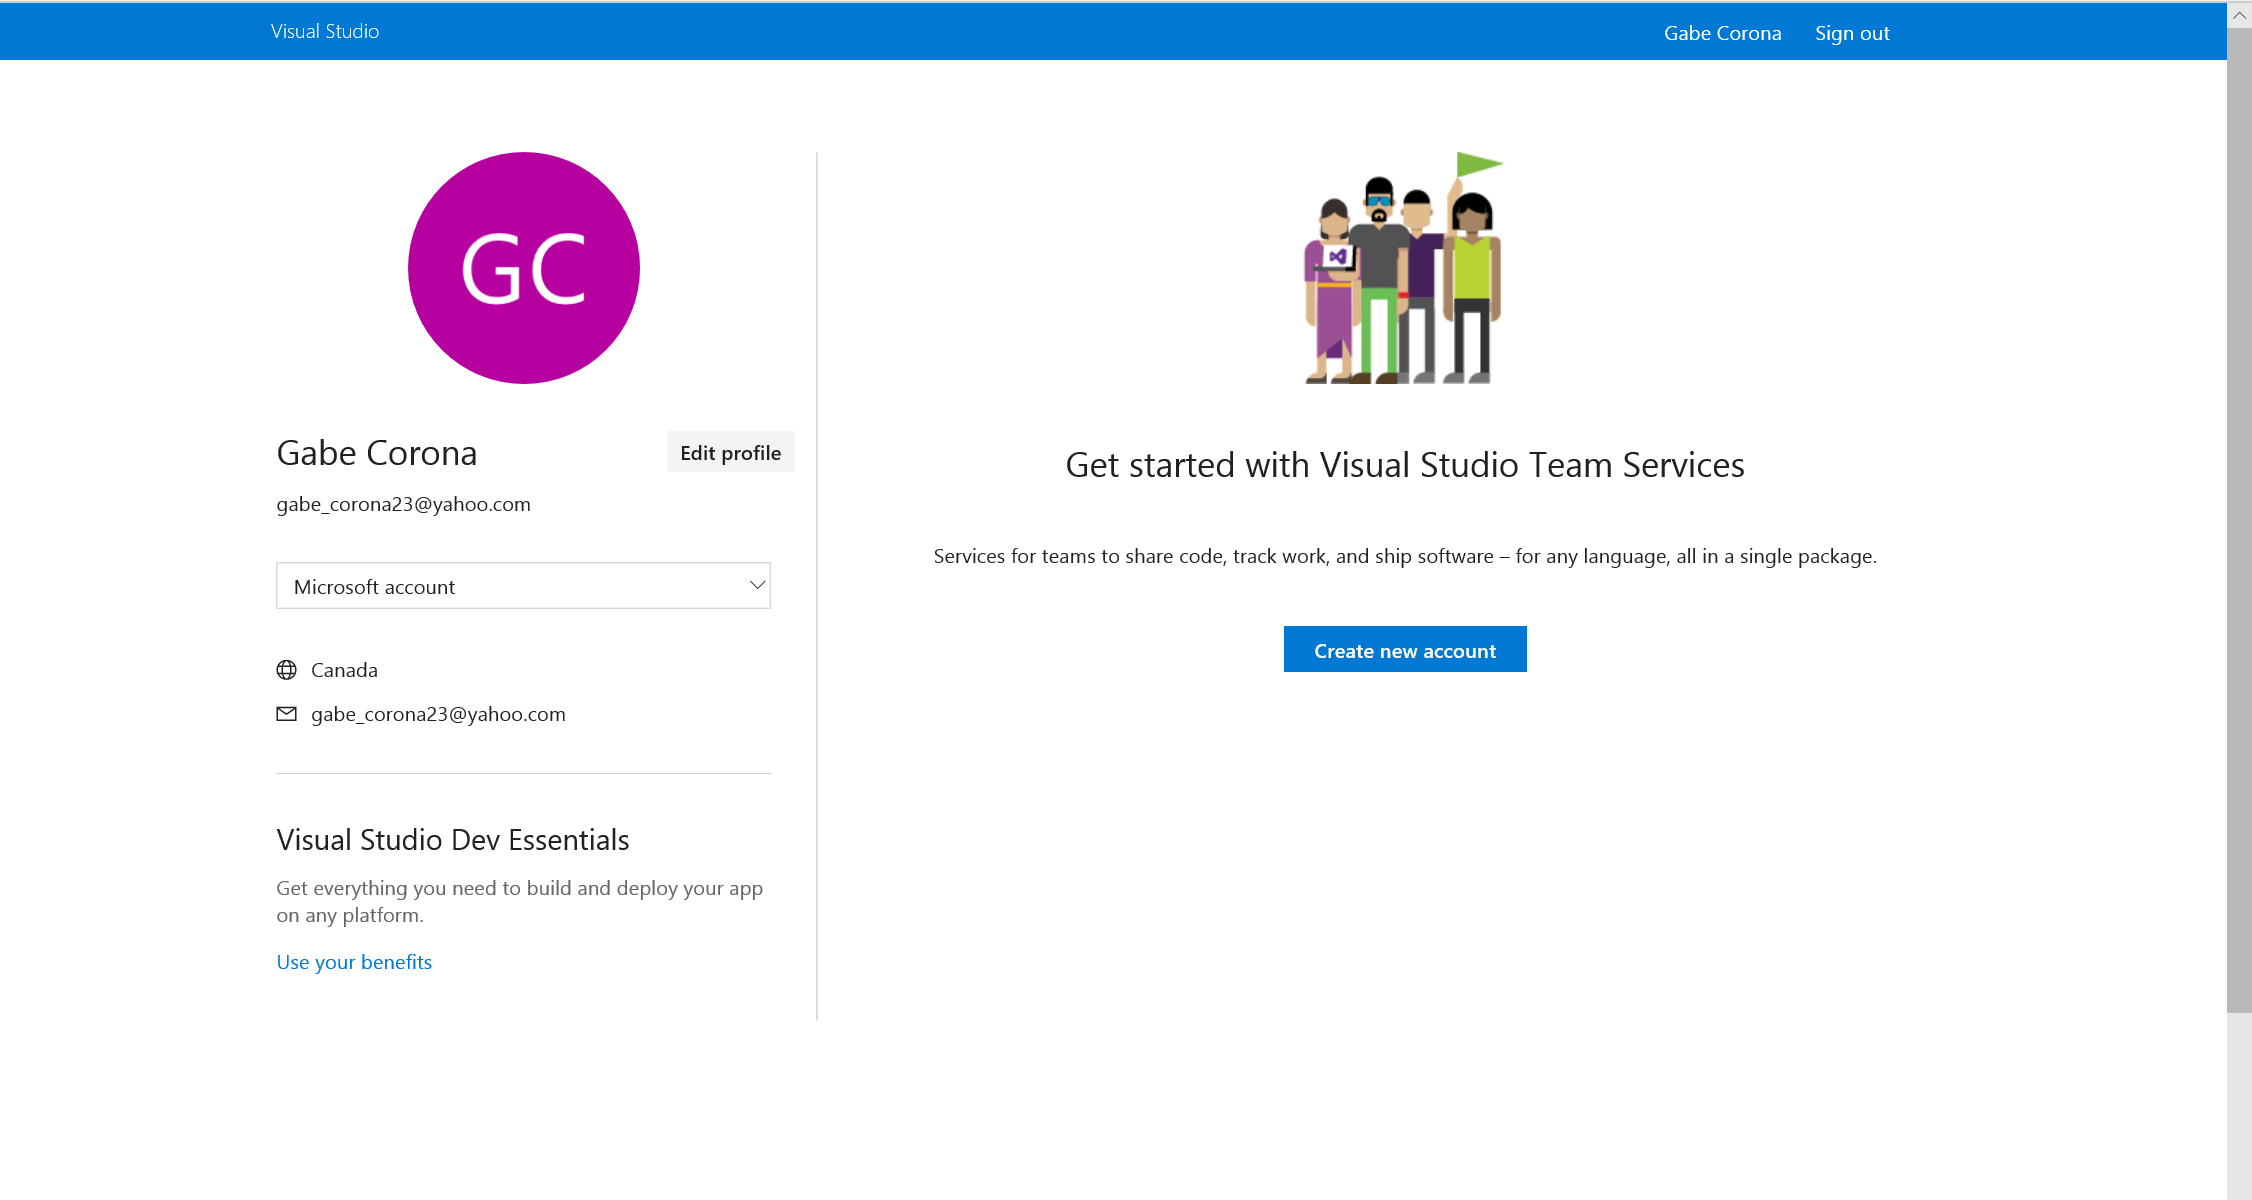 Visual Studio
Gabe Corona
Sign out
GC
Gabe Corona
Edit profile
gabe_corona23@yahoo.com
Microsoft account
Canada
gabe_corona23@yahoo.com
Visual Studio Dev Essentials
Get everything you need to build and deploy your app
on any platform.
Use your benefits
Get started with Visual Studio Team Services
Services for teams to share code, track work, and ship software – for any language, all in a single package.
Create new account